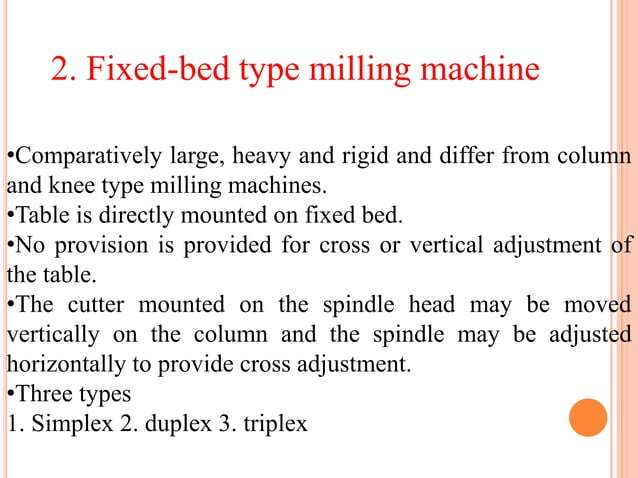 2. Fixed-bed type milling machine
•Comparatively large, heavy and rigid and differ from column
and knee type milling machines.
•Table is directly mounted on fixed bed.
•No provision is provided for cross or vertical adjustment of
the table.
•The cutter mounted on the spindle head may be moved
vertically on the column and the spindle may be adjusted
horizontally to provide cross adjustment.
•Three types
1. Simplex 2. duplex 3. triplex